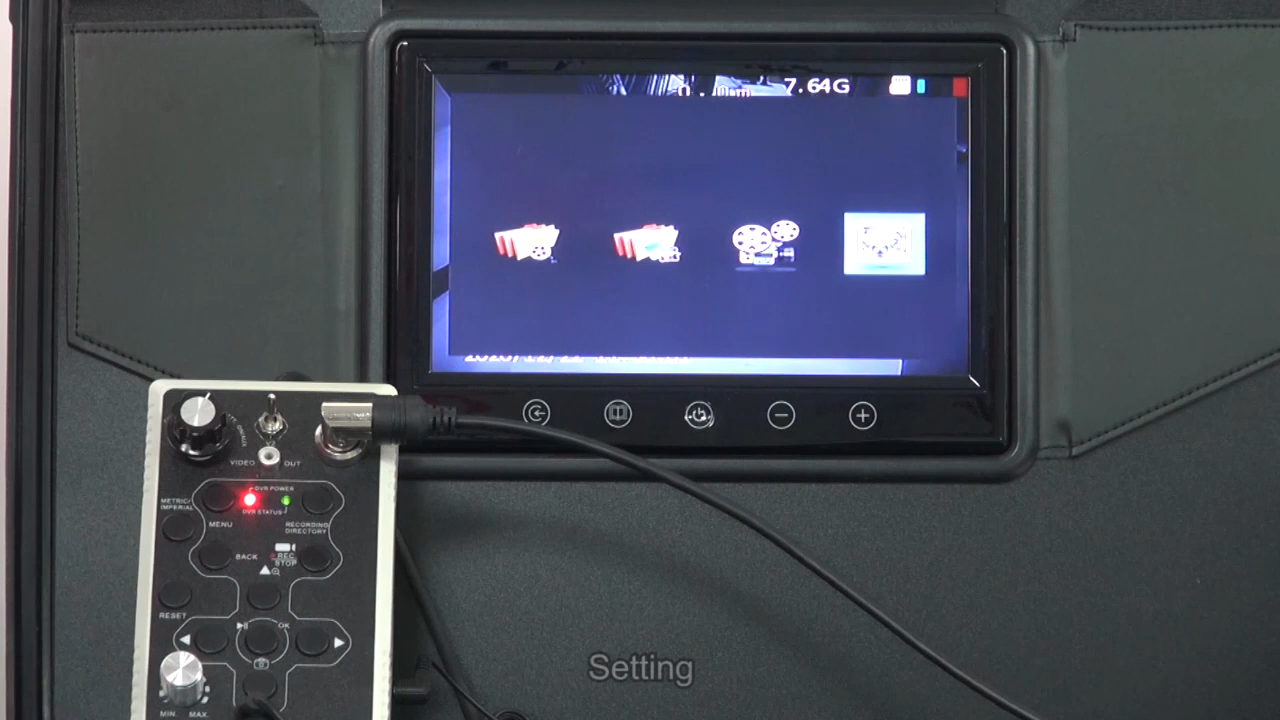 7.64G
VIDEO OUT
DVR POWER
METRIC/
IMPERIAL
DVR STATUS
MENU
RECORDING
DIRECTORY
BACK
REC
STOP
RESET
OK
MIN. MAX.
Setting